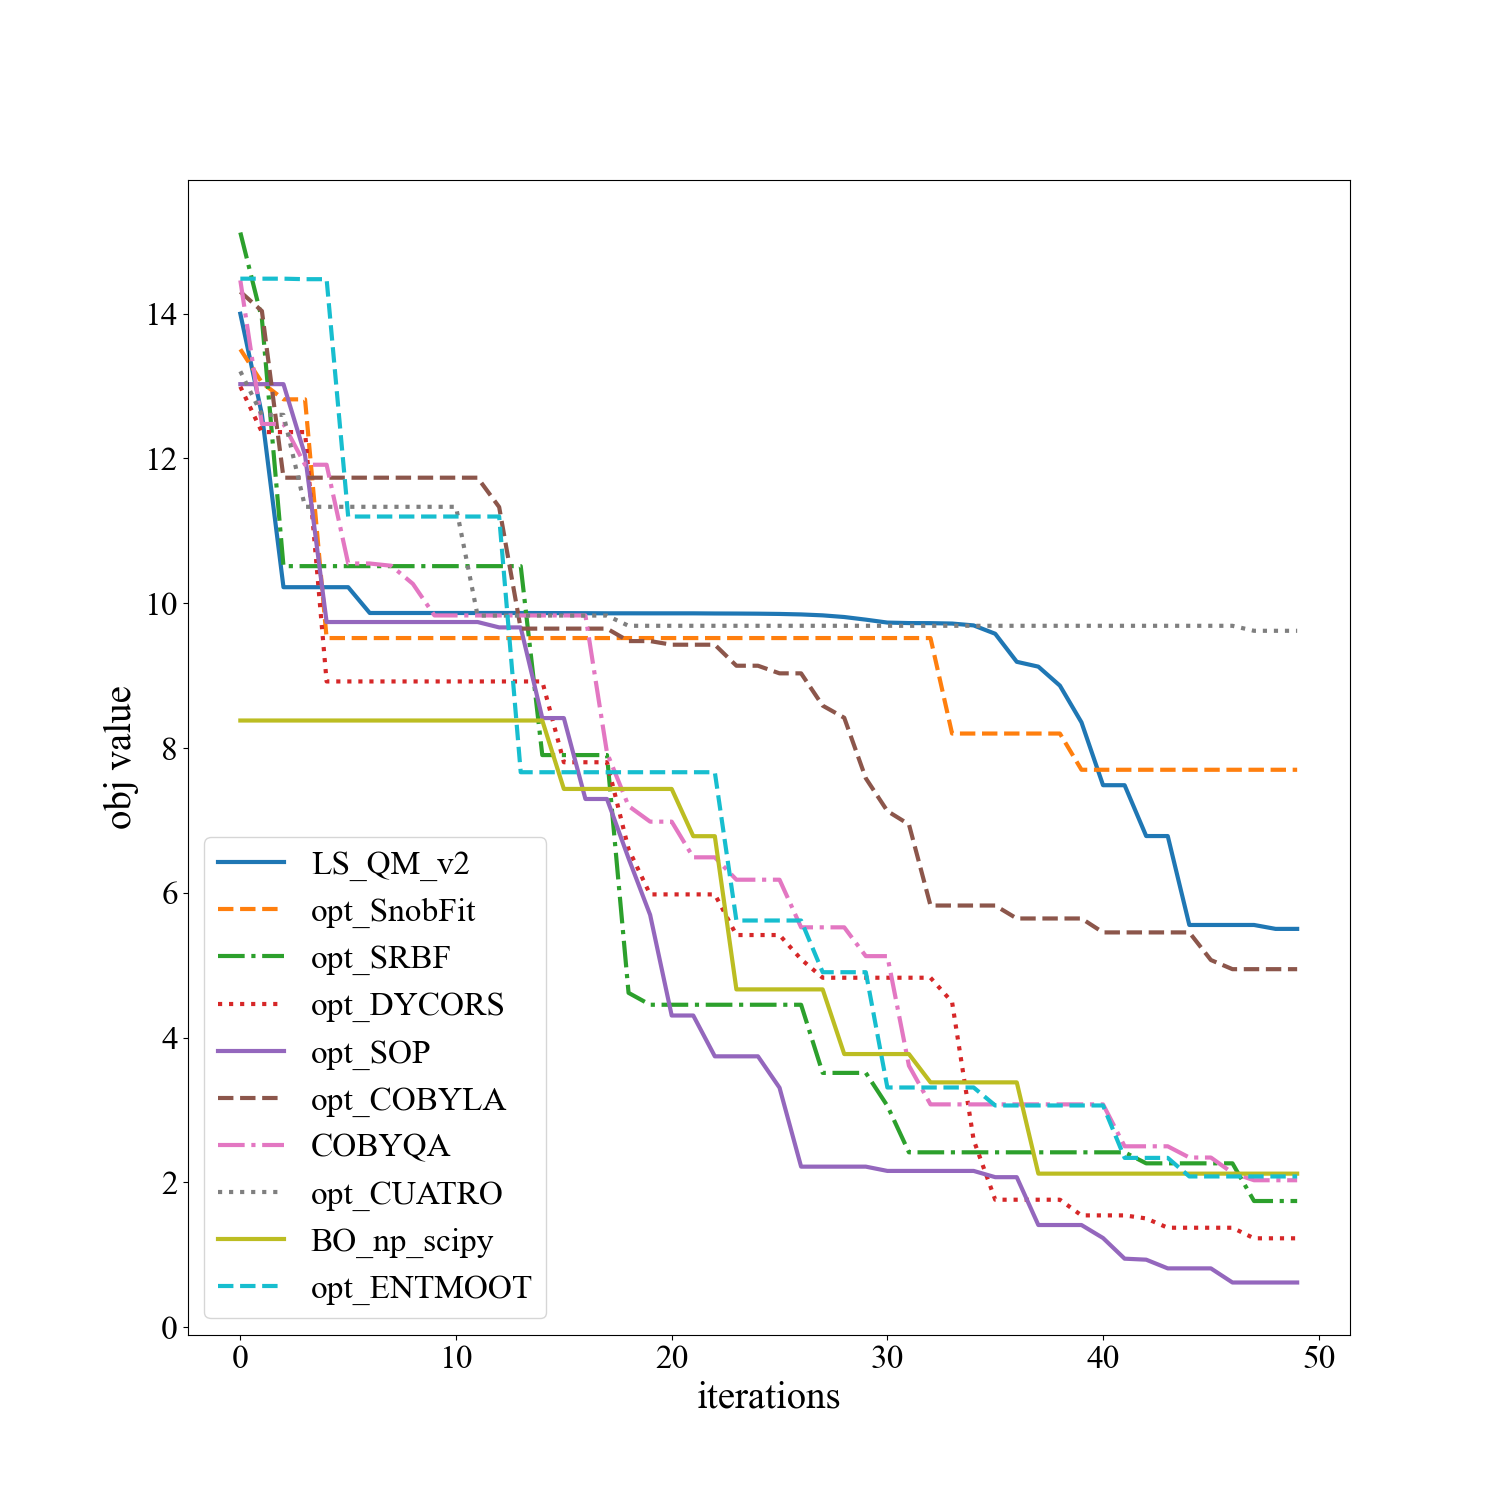 14
12
10
8
6
4
2
0
obj value
LS_QM_v2
opt_SnobFit
opt_SRBF
opt_DYCORS
opt_SOP
opt_COBYLA
COBYQA
opt_CUATRO
BO_np_scipy
opt_ENTMOOT
0 10 20 30 40 50
iterations